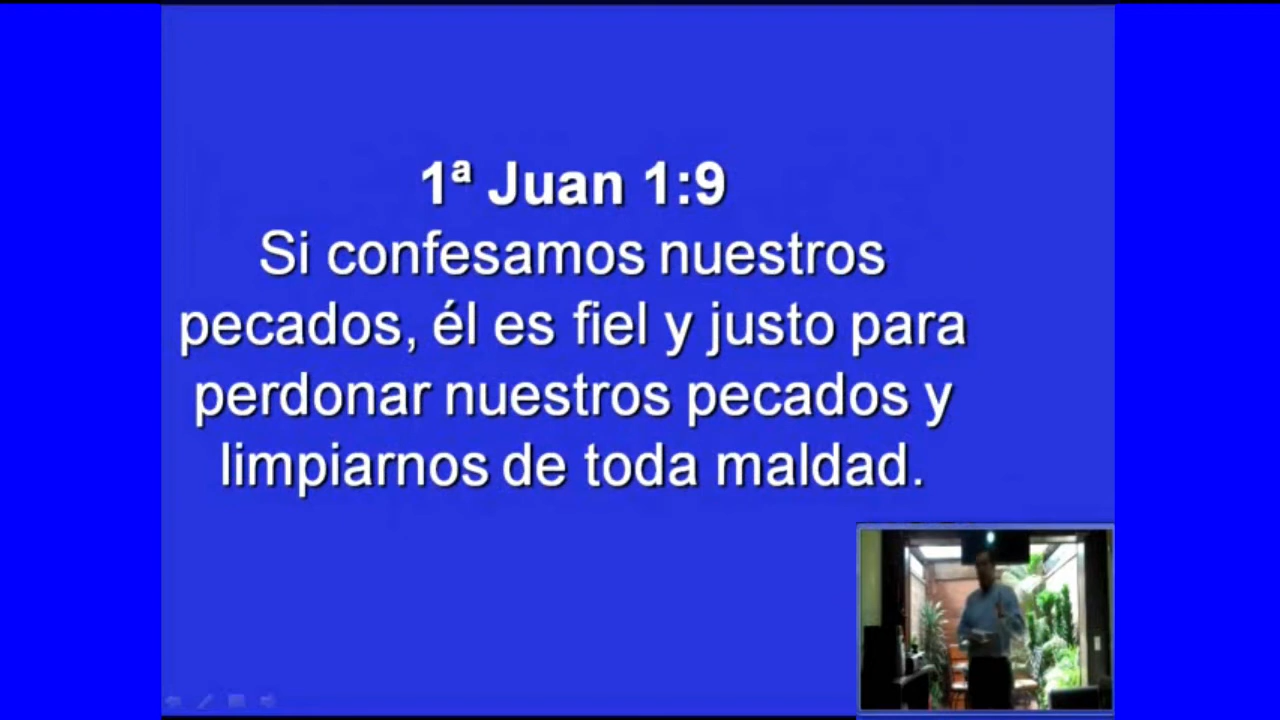 1ª Juan 1:9
Si confesamos nuestros
pecados, él es fiel y justo para
perdonar nuestros pecados y
limpiarnos de toda maldad.